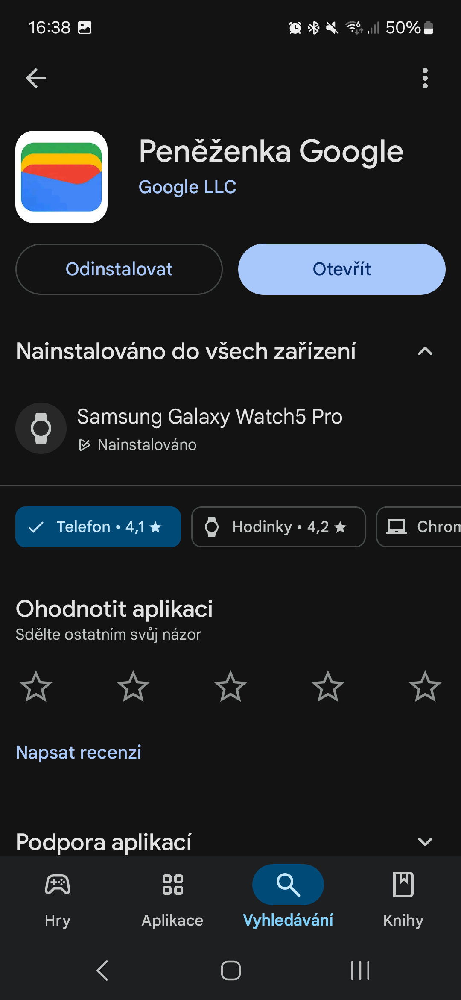 16:38 50%
Peněženka Google
Google LLC
Odinstalovat Otevřít
Nainstalováno do všech zařízení
Samsung Galaxy Watch5 Pro
Nainstalováno
Telefon • 4,1 ★ Hodinky • 4,2 ★ Chrom
Ohodnotit aplikaci
Sdělte ostatním svůj názor
Napsat recenzi
Podpora aplikací
Hry Aplikace Vyhledávání Knihy